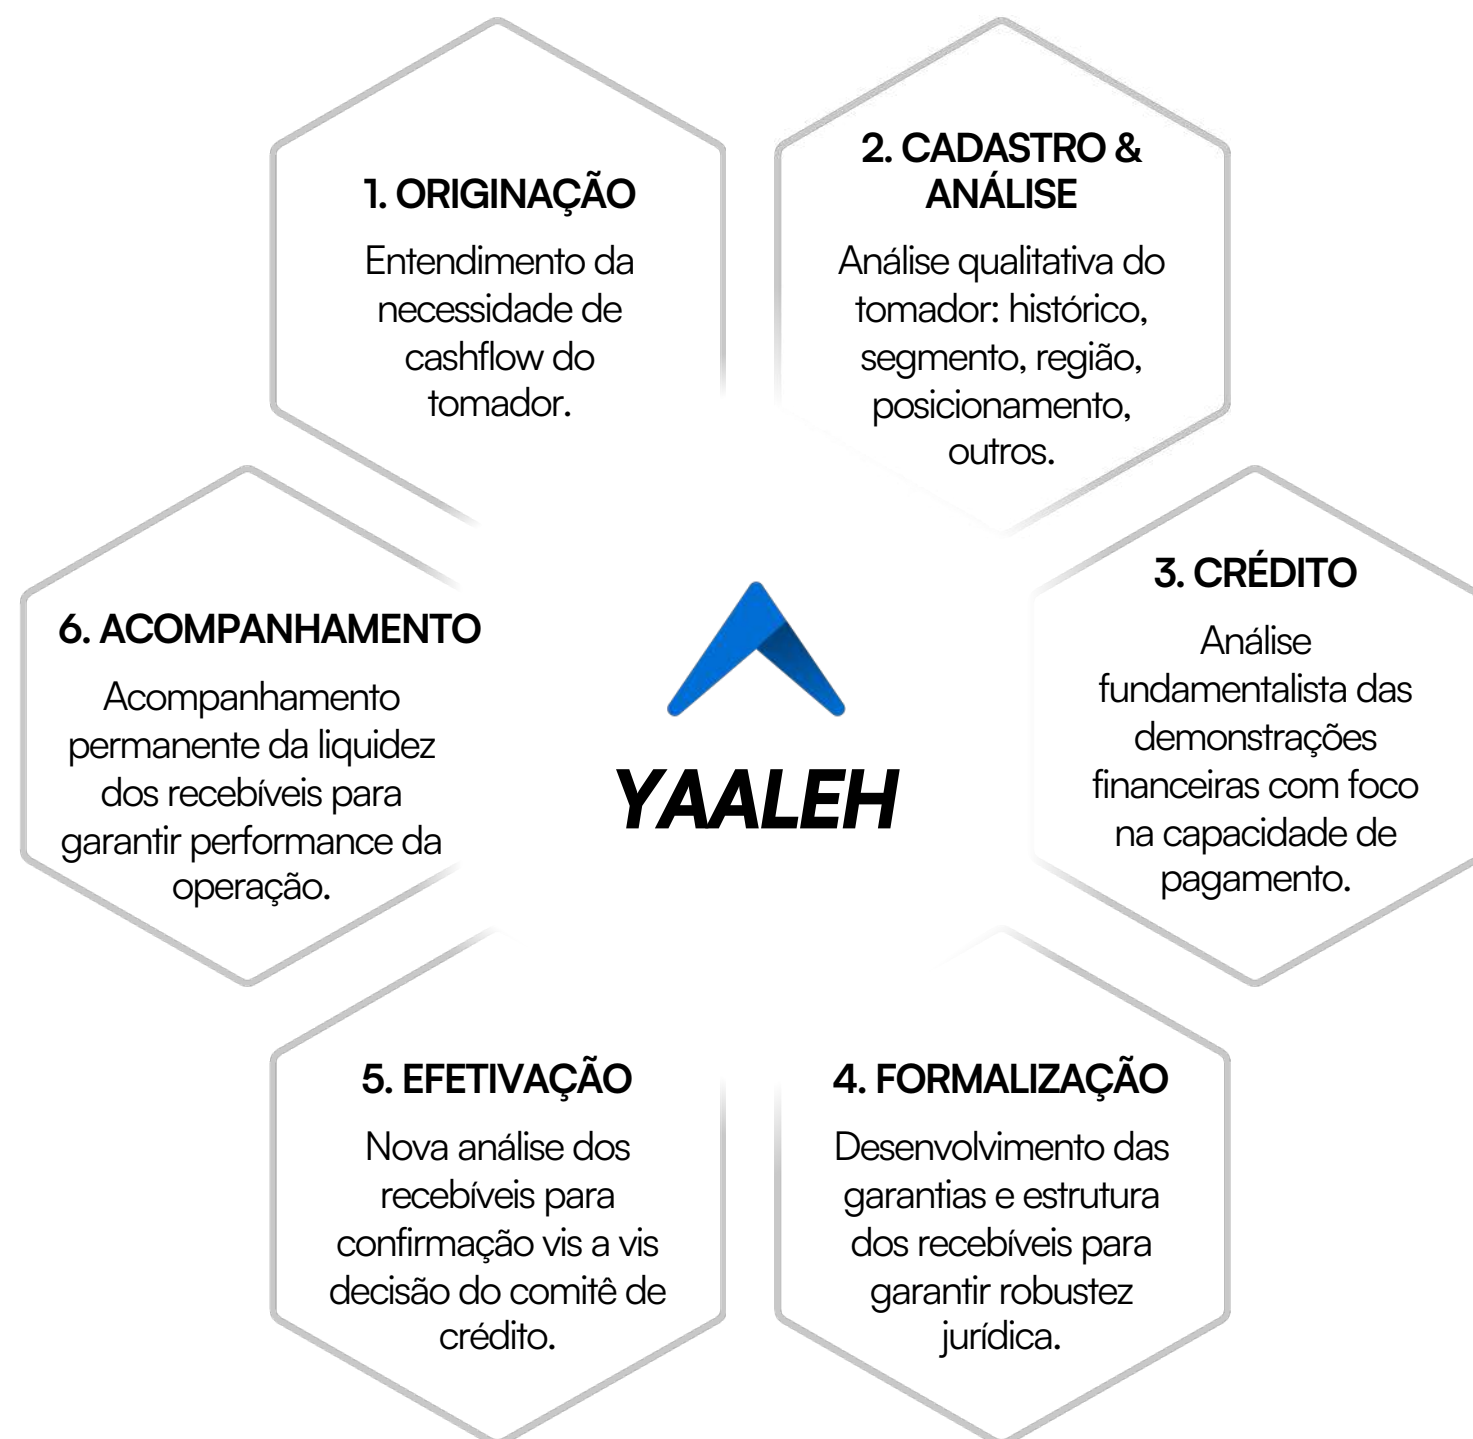 1. ORIGINAÇÃO
Entendimento da
necessidade de
cashflow do
tomador.
2. CADASTRO &
ANÁLISE
Análise qualitativa do
tomador: histórico,
segmento, região,
posicionamento,
outros.
3. CRÉDITO
Análise
fundamentalista das
demonstrações
financeiras com foco
na capacidade de
pagamento.
4. FORMALIZAÇÃO
Desenvolvimento das
garantias e estrutura
dos recebíveis para
garantir robustez
jurídica.
5. EFETIVAÇÃO
Nova análise dos
recebíveis para
confirmação vis a vis
decisão do comitê de
crédito.
6. ACOMPANHAMENTO
Acompanhamento
permanente da liquidez
dos recebíveis para
garantir performance da
operação.
YAALEH